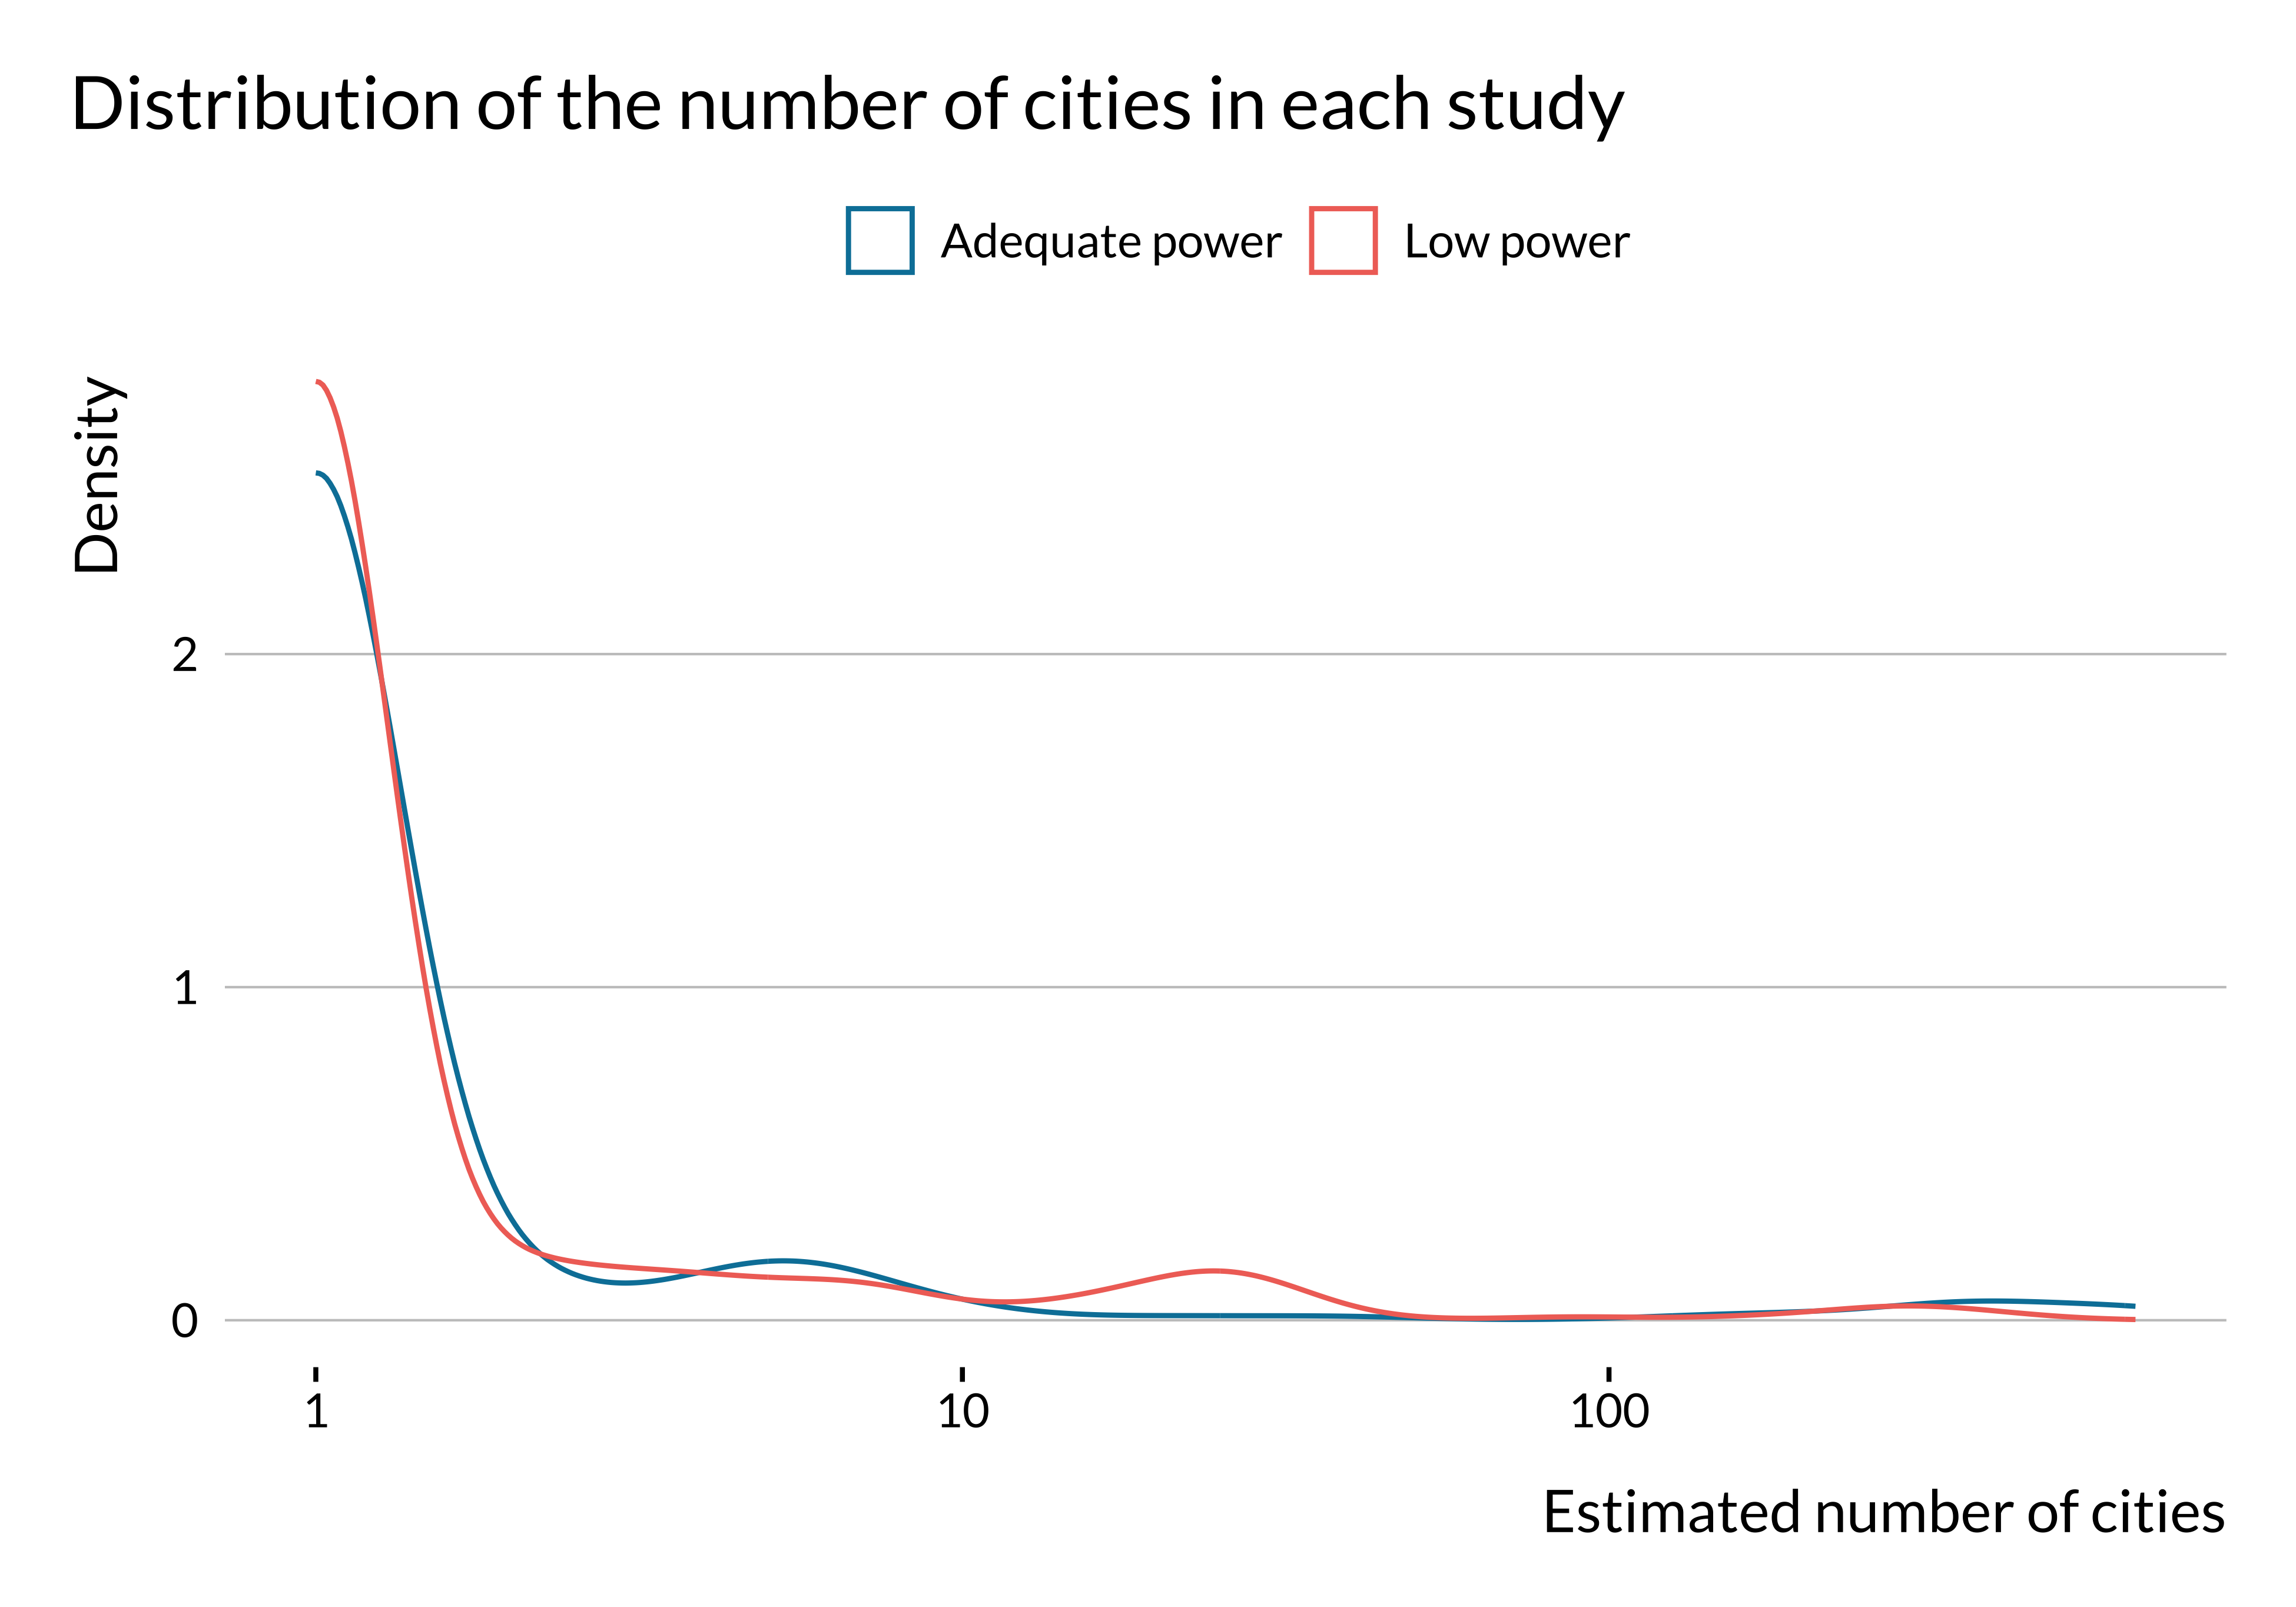 Distribution of the number of cities in each study
Adequate power Low power
Density
2
1
0
1 10 100
Estimated number of cities